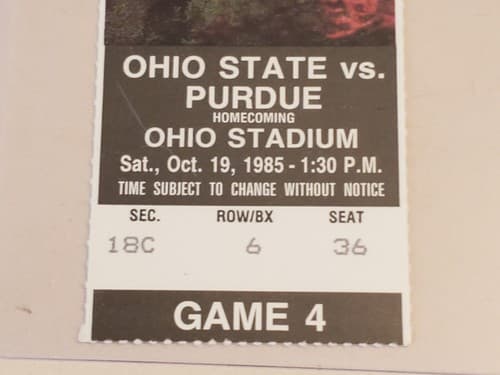 OHIO STATE vs.
PURDUE
HOMECOMING
OHIO STADIUM
Sat., Oct. 19, 1985 - 1:30 P.M.
TIME SUBJECT TO CHANGE WITHOUT NOTICE
SEC. ROW/BX SEAT
18C 6 36
GAME 4